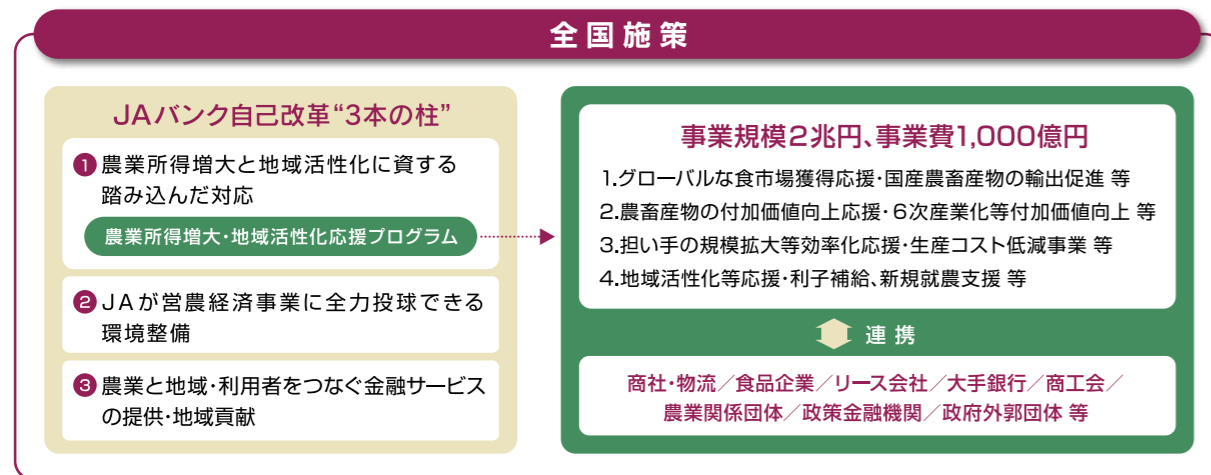 全国施策
JAバンク自己改革“3本の柱”
1 農業所得増大と地域活性化に資する
踏み込んだ対応
農業所得増大・地域活性化応援プログラム
2 JAが営農経済事業に全力投球できる
環境整備
3 農業と地域・利用者をつなぐ金融サービス
の提供・地域貢献
事業規模2兆円、事業費1,000億円
1.グローバルな食市場獲得応援・国産農畜産物の輸出促進 等
2.農畜産物の付加価値向上応援・6次産業化等付加価値向上 等
3.担い手の規模拡大等効率化応援・生産コスト低減事業 等
4.地域活性化等応援・利子補給、新規就農支援 等
連携
商社・物流／食品企業／リース会社／大手銀行／商工会／
農業関係団体／政策金融機関／政府外郭団体 等